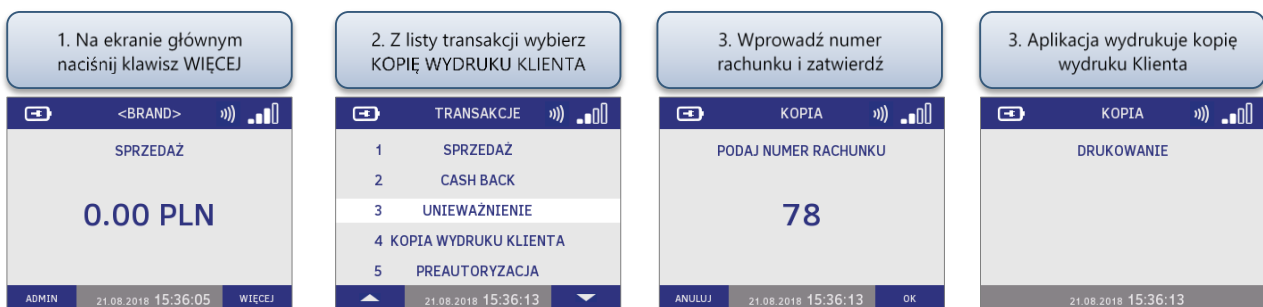 1. Na ekranie głównym
naciśnij klawisz WIĘCEJ
2. Z listy transakcji wybierz
KOPIĘ WYDRUKU KLIENTA
3. Wprowadź numer
rachunku i zatwierdź
3. Aplikacja wydrukuje kopię
wydruku Klienta
<BRAND>
SPRZEDAŻ
0.00 PLN
ADMIN 21.08.2018 15:36:05 WIĘCEJ
TRANSAKCJE
1 SPRZEDAŻ
2 CASH BACK
3 UNIEWAŻNIENIE
4 KOPIA WYDRUKU KLIENTA
5 PREAUTORYZACJA
21.08.2018 15:36:13
KOPIA
PODAJ NUMER RACHUNKU
78
ANULUJ 21.08.2018 15:36:13 OK
KOPIA
DRUKOWANIE
21.08.2018 15:36:13